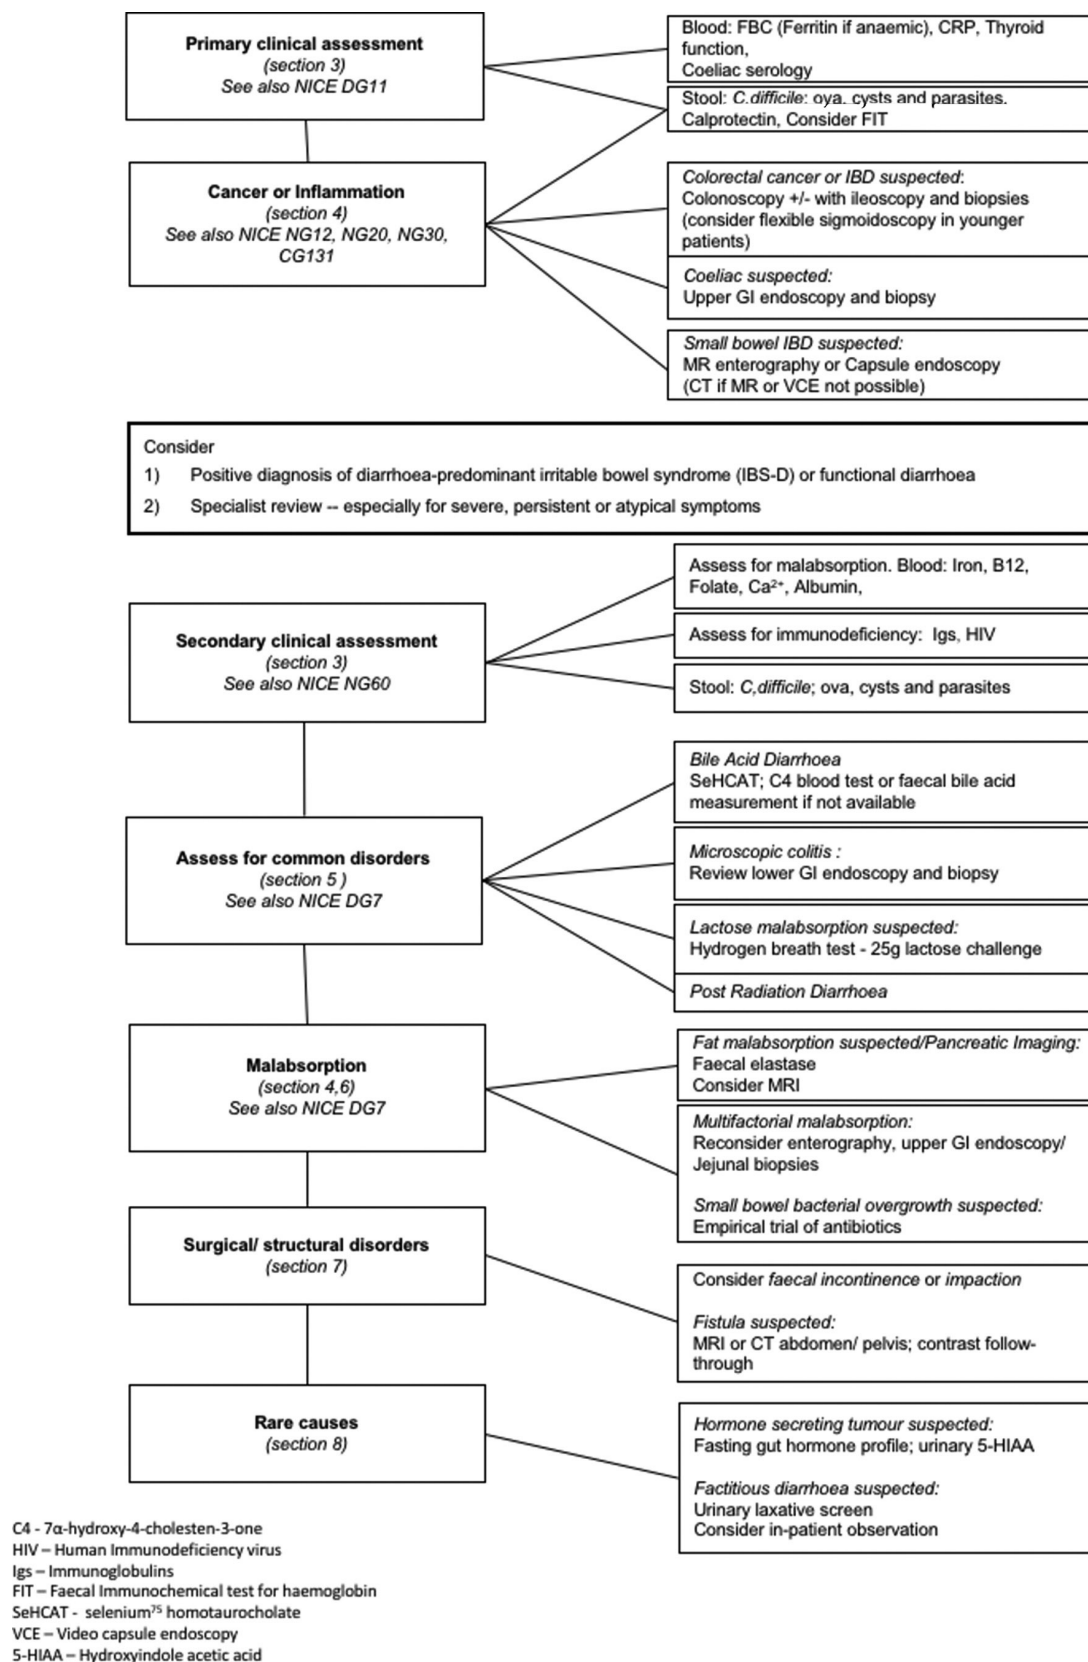 Primary clinical assessment
(section 3)
See also NICE DG11
Blood: FBC (Ferritin if anaemic), CRP, Thyroid
function,
Coeliac serology
Stool: C.difficile: ova, cysts and parasites.
Calprotectin, Consider FIT
Cancer or Inflammation
(section 4)
See also NICE NG12, NG20, NG30,
CG131
Colorectal cancer or IBD suspected:
Colonoscopy +/- with ileoscopy and biopsies
(consider flexible sigmoidoscopy in younger
patients)
Coeliac suspected:
Upper GI endoscopy and biopsy
Small bowel IBD suspected:
MR enterography or Capsule endoscopy
(CT if MR or VCE not possible)
Consider
1) Positive diagnosis of diarrhoea-predominant irritable bowel syndrome (IBS-D) or functional diarrhoea
2) Specialist review -- especially for severe, persistent or atypical symptoms
Secondary clinical assessment
(section 3)
See also NICE NG60
Assess for malabsorption. Blood: Iron, B12,
Folate, Ca²⁺, Albumin,
Assess for immunodeficiency: Igs, HIV
Stool: C,difficile; ova, cysts and parasites
Assess for common disorders
(section 5 )
See also NICE DG7
Bile Acid Diarrhoea
SeHCAT; C4 blood test or faecal bile acid
measurement if not available
Microscopic colitis :
Review lower GI endoscopy and biopsy
Lactose malabsorption suspected:
Hydrogen breath test - 25g lactose challenge
Post Radiation Diarrhoea
Malabsorption
(section 4,6)
See also NICE DG7
Fat malabsorption suspected/Pancreatic Imaging:
Faecal elastase
Consider MRI
Multifactorial malabsorption:
Reconsider enterography, upper GI endoscopy/
Jejunal biopsies
Small bowel bacterial overgrowth suspected:
Empirical trial of antibiotics
Surgical/ structural disorders
(section 7)
Consider faecal incontinence or impaction
Fistula suspected:
MRI or CT abdomen/ pelvis; contrast follow-
through
Rare causes
(section 8)
Hormone secreting tumour suspected:
Fasting gut hormone profile; urinary 5-HIAA
Factitious diarrhoea suspected:
Urinary laxative screen
Consider in-patient observation
C4 - 7α-hydroxy-4-cholesten-3-one
HIV – Human Immunodeficiency virus
Igs – Immunoglobulins
FIT – Faecal Immunochemical test for haemoglobin
SeHCAT - selenium⁷⁵ homotaurocholate
VCE – Video capsule endoscopy
5-HIAA – Hydroxyindole acetic acid